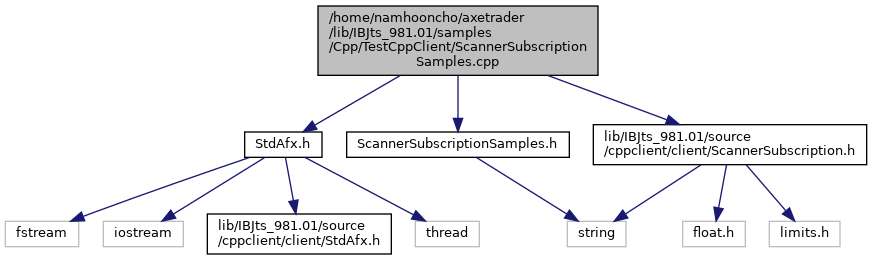 /home/namhooncho/axetrader
/lib/IBJts_981.01/samples
/Cpp/TestCppClient/ScannerSubscription
Samples.cpp
StdAfx.h
ScannerSubscriptionSamples.h
lib/IBJts_981.01/source
/cppclient/client/ScannerSubscription.h
fstream
iostream
lib/IBJts_981.01/source
/cppclient/client/StdAfx.h
thread
string
float.h
limits.h